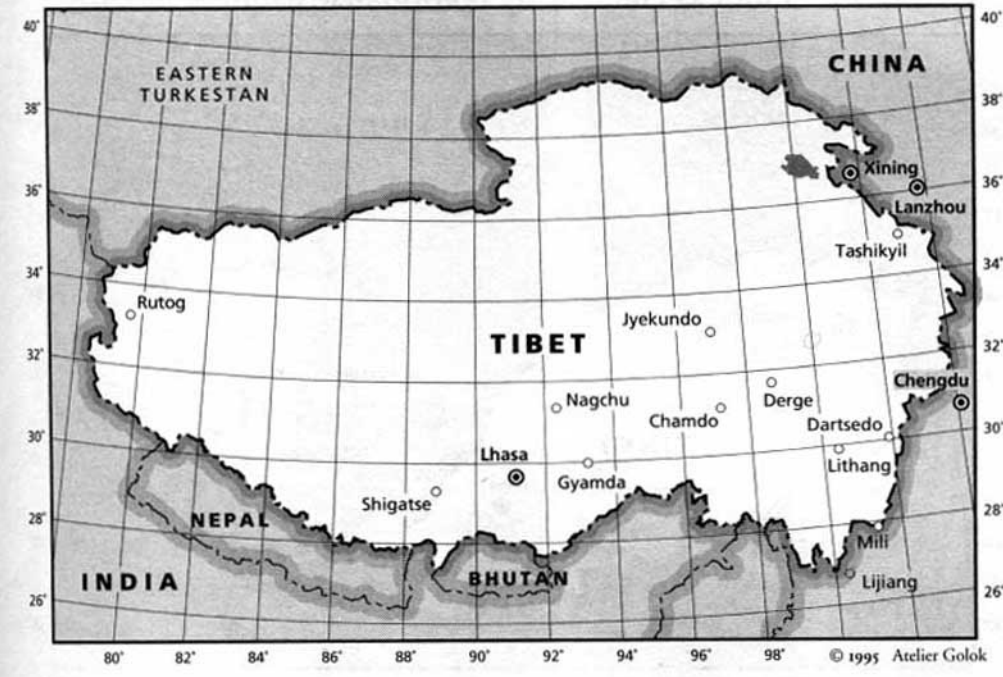 40°
40°
CHINA
EASTERN
TURKESTAN
38°
38°
Xining
36°
36°
Lanzhou
Tashikyil
34°
34°
Rutog
Jyekundo
TIBET
32°
32°
Chengdu
Nagchu
Derge
Chamdo
Dartsedo
30°
30°
Lhasa
Lithang
Gyamda
Shigatse
28°
28°
NEPAL
Mili
INDIA
BHUTAN
Lijiang
26°
26°
80°
82°
84°
86°
88°
90°
92°
94°
96°
98°
© 1995 Atelier Golok